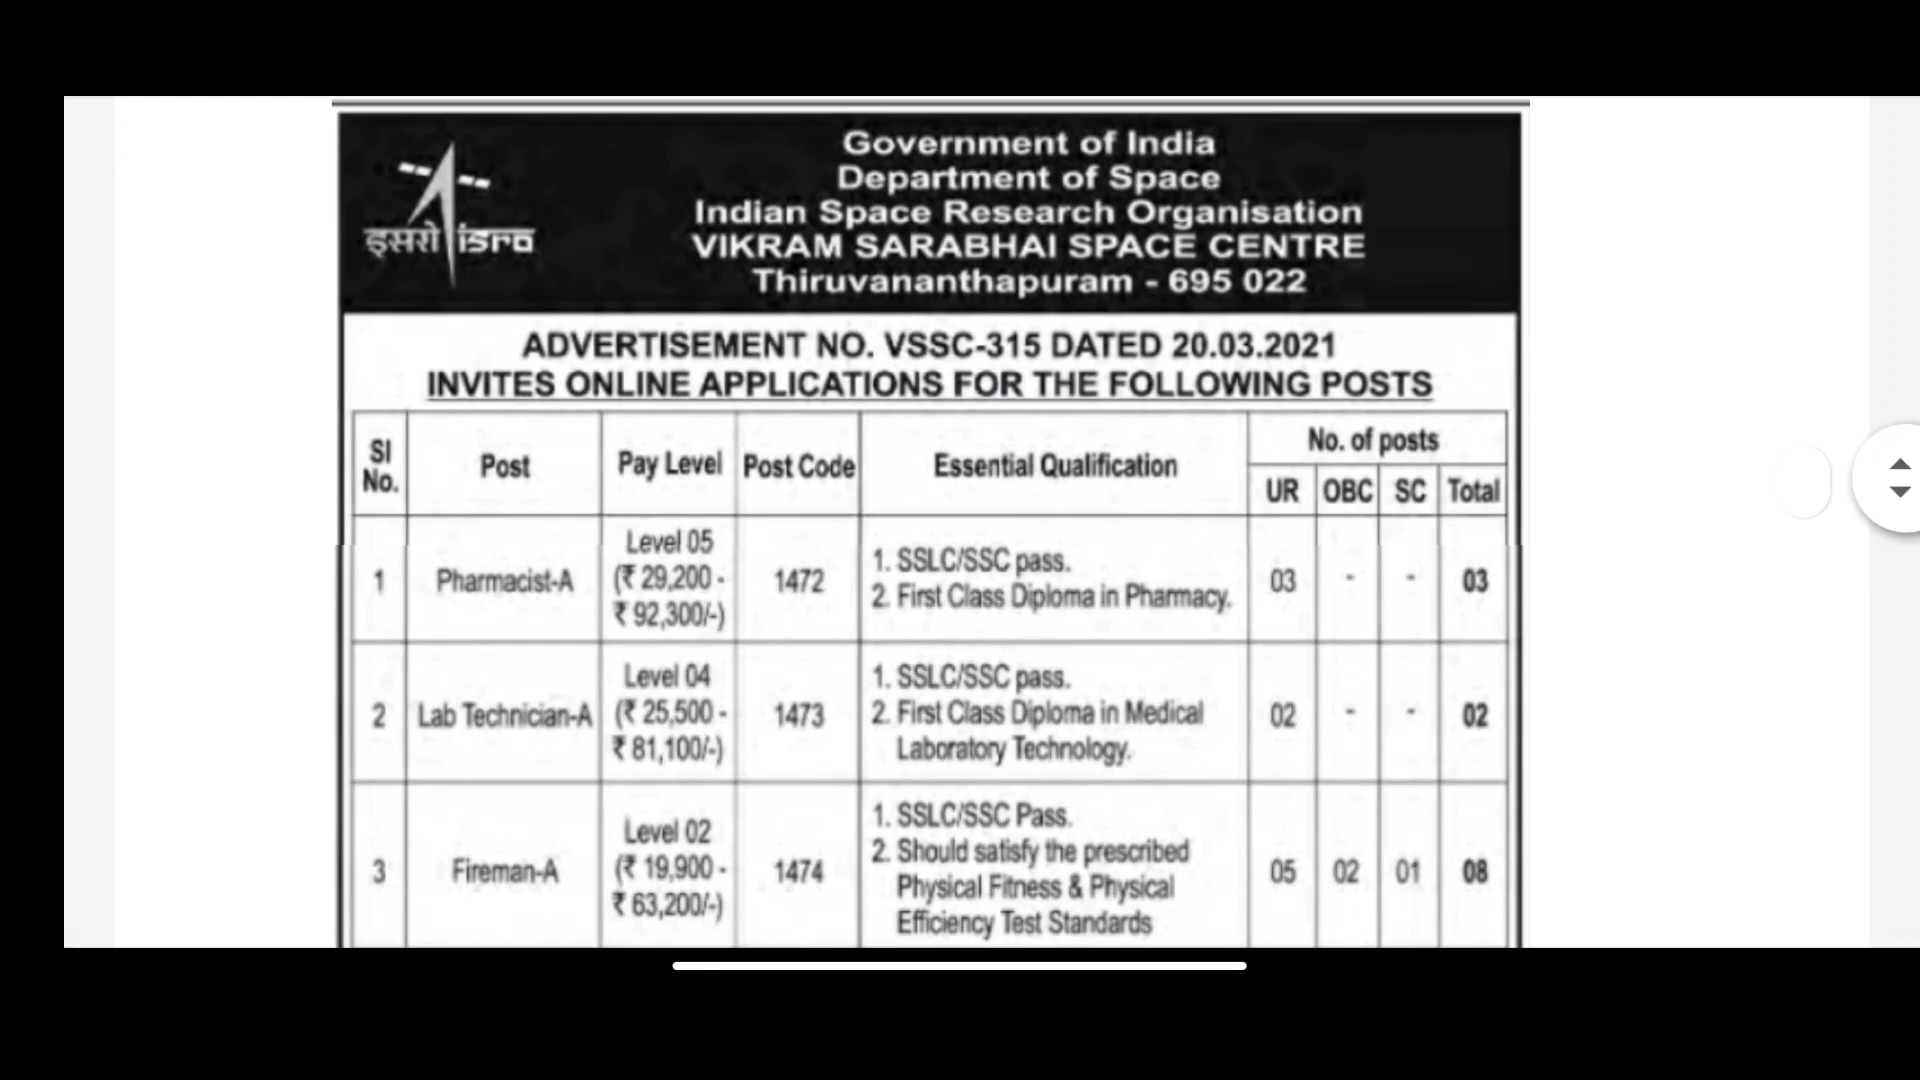 इसरो isro
Government of India
Department of Space
Indian Space Research Organisation
VIKRAM SARABHAI SPACE CENTRE
Thiruvananthapuram - 695 022
ADVERTISEMENT NO. VSSC-315 DATED 20.03.2021
INVITES ONLINE APPLICATIONS FOR THE FOLLOWING POSTS
Sl No. Post Pay Level Post Code Essential Qualification No. of posts
UR OBC SC Total
1 Pharmacist-A Level 05 (₹ 29,200 - ₹ 92,300/-) 1472 1. SSLC/SSC pass.
2. First Class Diploma in Pharmacy. 03 - - 03
2 Lab Technician-A Level 04 (₹ 25,500 - ₹ 81,100/-) 1473 1. SSLC/SSC pass.
2. First Class Diploma in Medical
Laboratory Technology. 02 - - 02
3 Fireman-A Level 02 (₹ 19,900 - ₹ 63,200/-) 1474 1. SSLC/SSC Pass.
2. Should satisfy the prescribed
Physical Fitness & Physical
Efficiency Test Standards 05 02 01 08